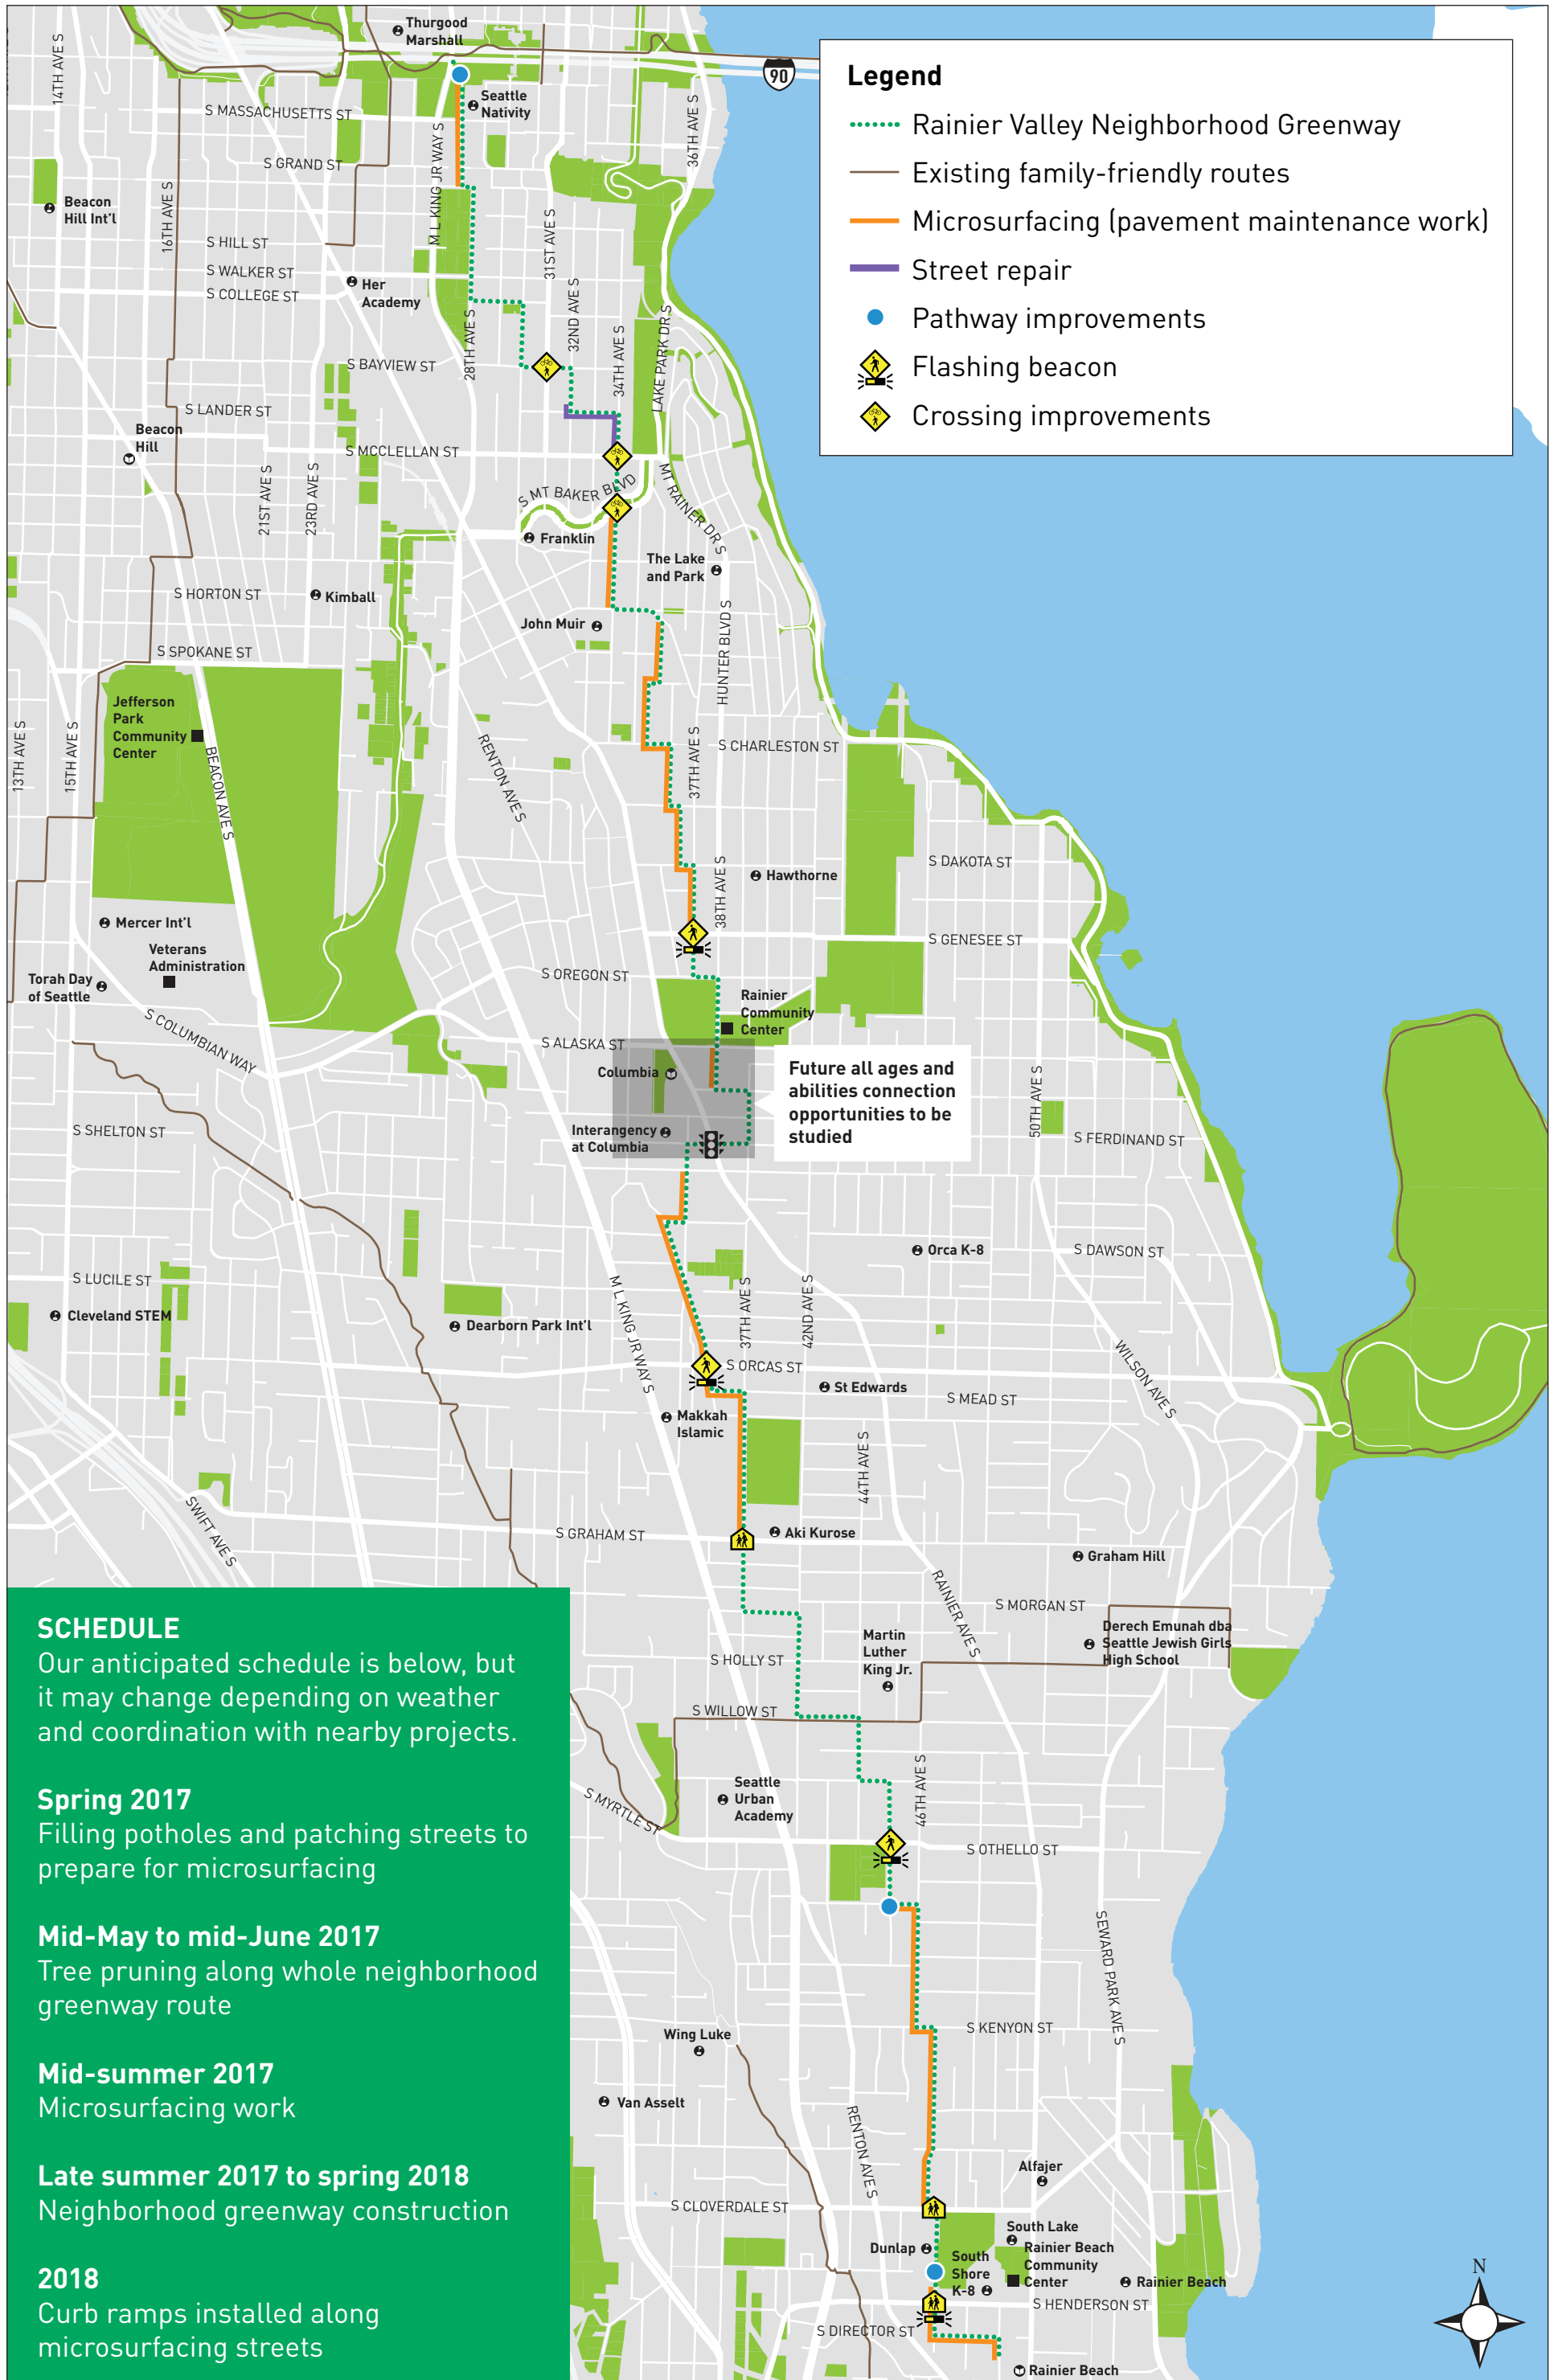 Thurgood
Marshall
90
Legend
Rainier Valley Neighborhood Greenway
Existing family-friendly routes
Microsurfacing (pavement maintenance work)
Street repair
Pathway improvements
Flashing beacon
Crossing improvements
14TH AVE S
S MASSACHUSETTS ST
Seattle
Nativity
36TH AVE S
S GRAND ST
M L KING JR WAY S
16TH AVE S
Beacon
Hill Int'l
S HILL ST
31ST AVE S
S WALKER ST
S COLLEGE ST
Her
Academy
28TH AVE S
32ND AVE S
34TH AVE S
LAKE PARK DR S
S BAYVIEW ST
S LANDER ST
Beacon
Hill
S MCCLELLAN ST
21ST AVE S
23RD AVE S
S MT BAKER BLVD
MT RAINER DR S
Franklin
The Lake
and Park
S HORTON ST
Kimball
John Muir
HUNTER BLVD S
S SPOKANE ST
Jefferson
Park
Community
Center
13TH AVE S
15TH AVE S
BEACON AVE S
RENTON AVE S
37TH AVE S
S CHARLESTON ST
S DAKOTA ST
38TH AVE S
Hawthorne
Mercer Int'l
Veterans
Administration
S GENESEE ST
Torah Day
of Seattle
S OREGON ST
Rainier
Community
Center
S COLUMBIAN WAY
S ALASKA ST
Columbia
Future all ages and
abilities connection
opportunities to be
studied
50TH AVE S
S SHELTON ST
Interagency
at Columbia
S FERDINAND ST
Orca K-8
S DAWSON ST
S LUCILE ST
M L KING JR WAY S
37TH AVE S
42ND AVE S
Cleveland STEM
Dearborn Park Int'l
S ORCAS ST
WILSON AVE S
St Edwards
S MEAD ST
Makkah
Islamic
44TH AVE S
SWIFT AVE S
S GRAHAM ST
Aki Kurose
Graham Hill
RAINIER AVE S
S MORGAN ST
Derech Emunah dba
Seattle Jewish Girls
High School
Martin
Luther
King Jr.
S HOLLY ST
S WILLOW ST
46TH AVE S
Seattle
Urban
Academy
S MYRTLE ST
S OTHELLO ST
SEWARD PARK AVE S
S KENYON ST
Wing Luke
Van Asselt
RENTON AVE S
Alfajer
S CLOVERDALE ST
South Lake
Dunlap
South
Shore
K-8
Rainier Beach
Community
Center
Rainier Beach
S HENDERSON ST
S DIRECTOR ST
Rainier Beach
N
SCHEDULE
Our anticipated schedule is below, but
it may change depending on weather
and coordination with nearby projects.
Spring 2017
Filling potholes and patching streets to
prepare for microsurfacing
Mid-May to mid-June 2017
Tree pruning along whole neighborhood
greenway route
Mid-summer 2017
Microsurfacing work
Late summer 2017 to spring 2018
Neighborhood greenway construction
2018
Curb ramps installed along
microsurfacing streets